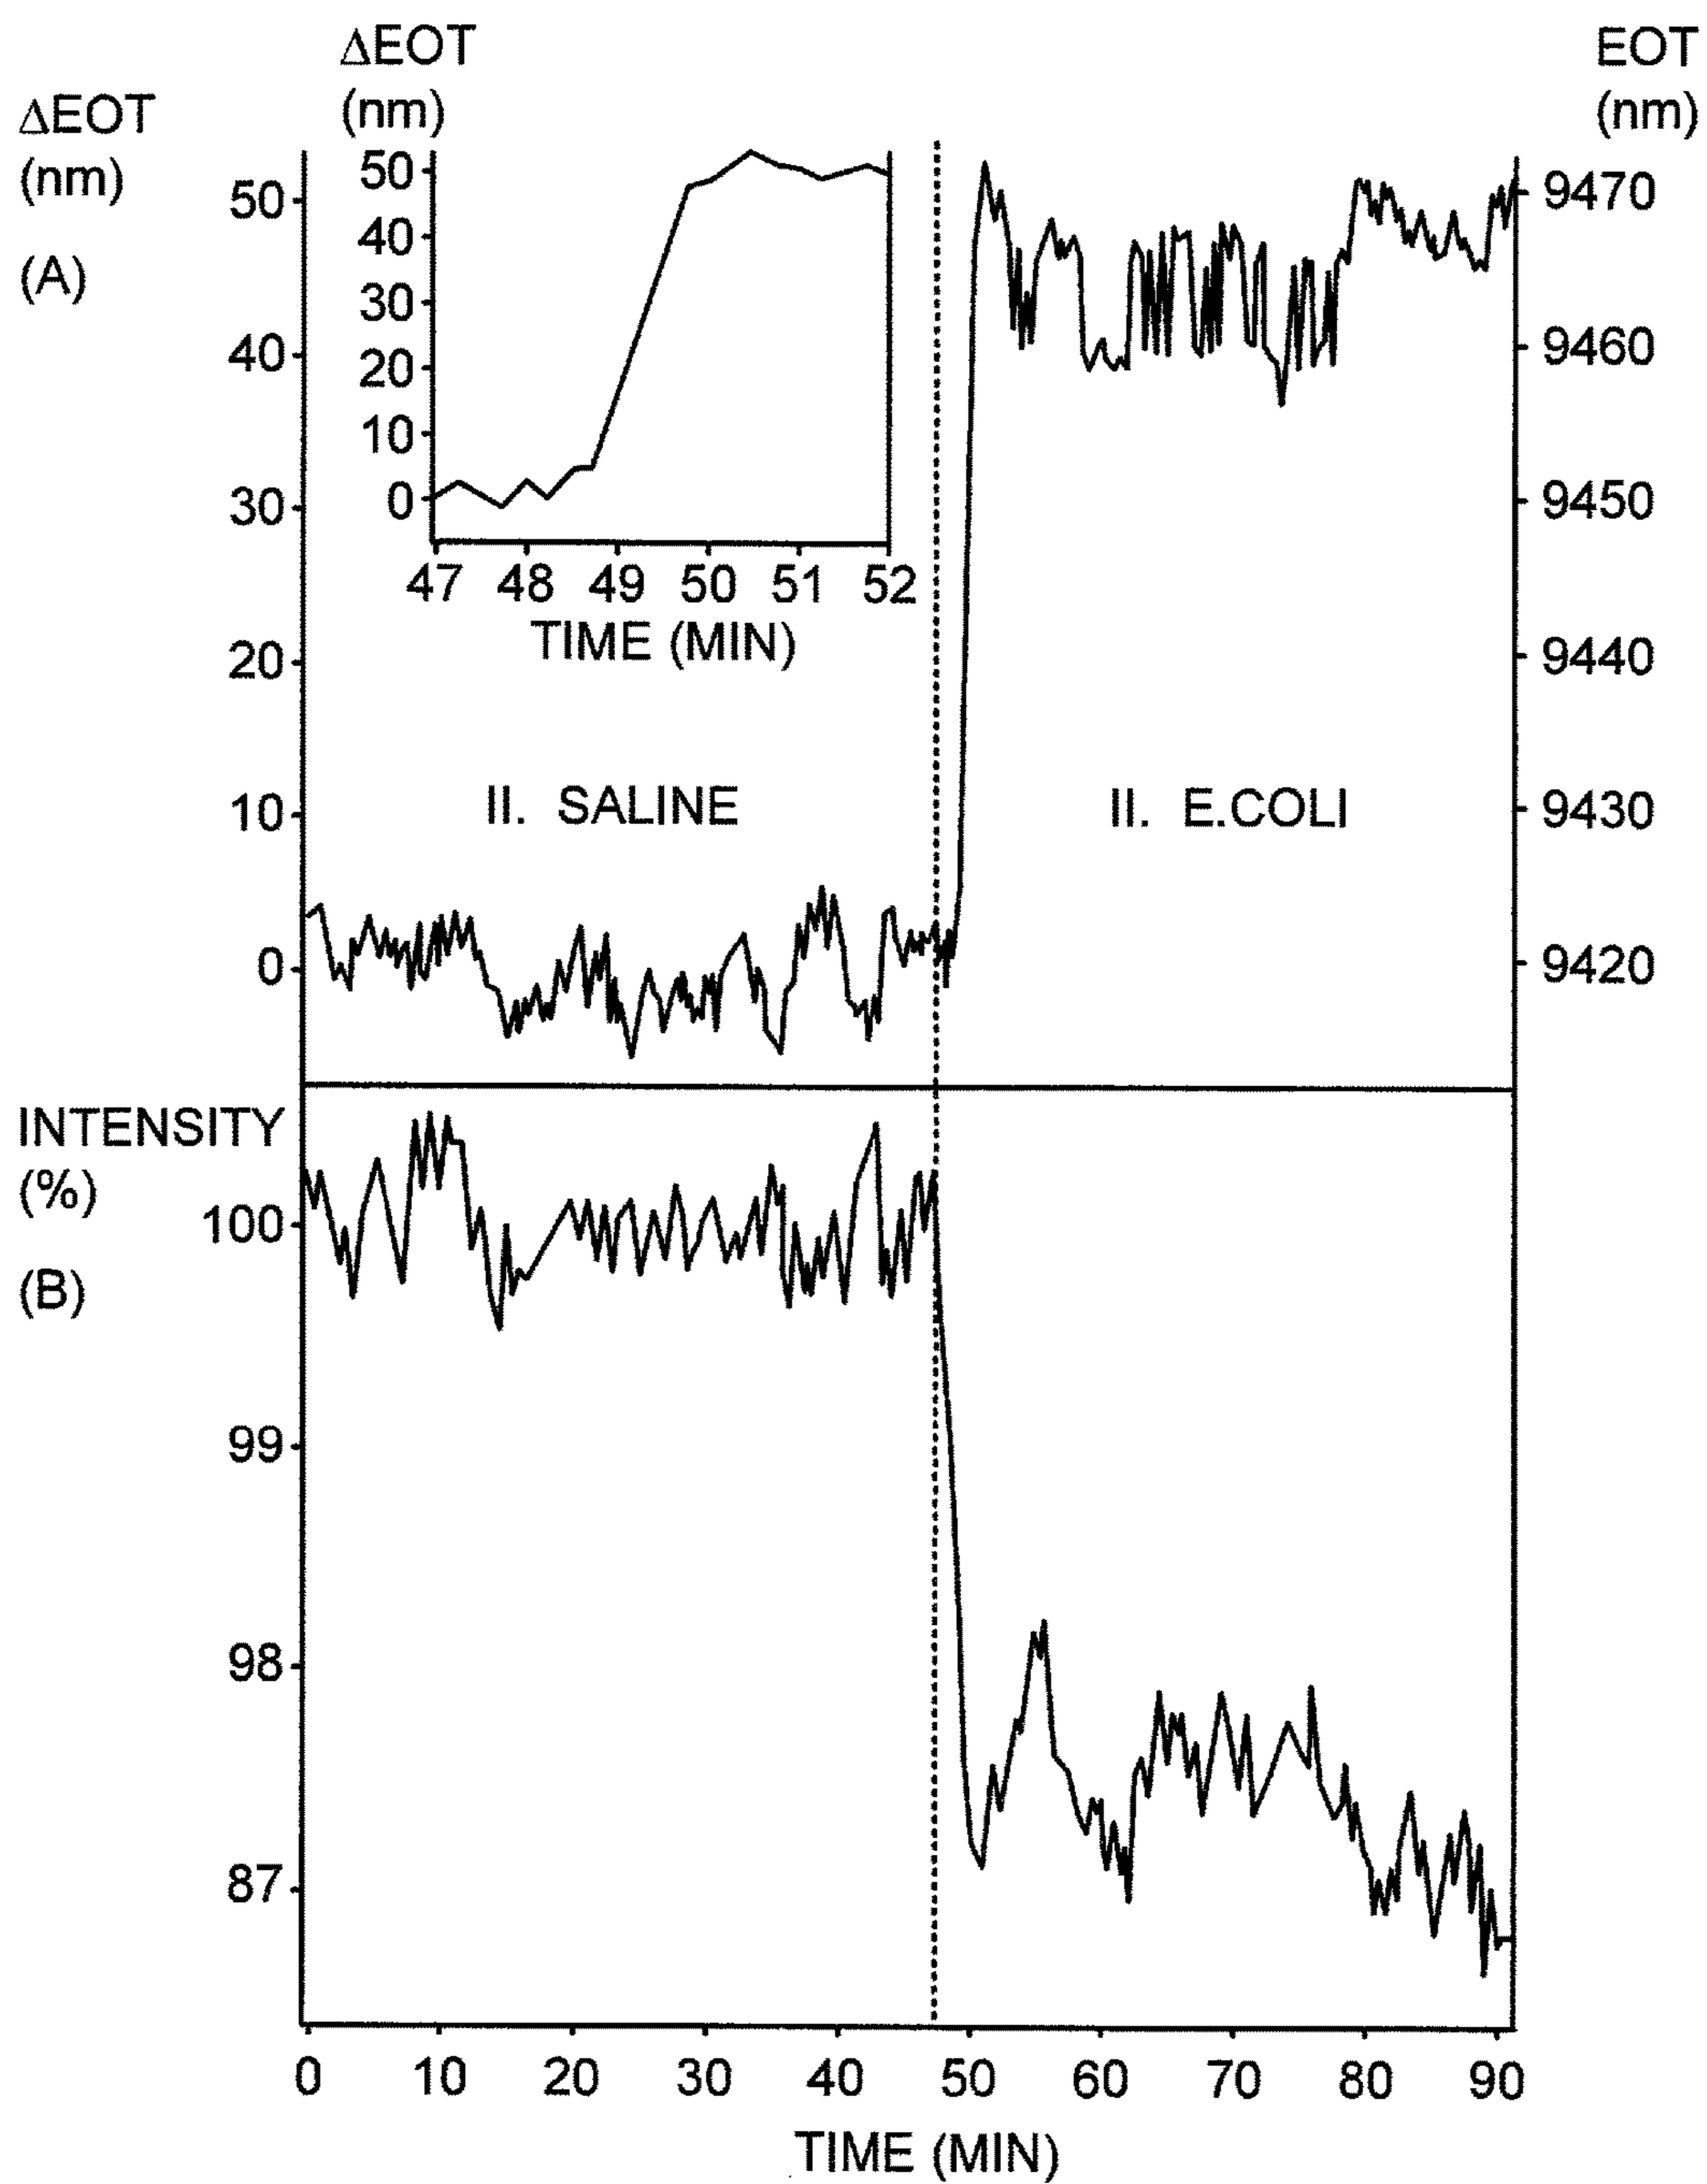 ΔEOT
(nm)
(A)
50
40
30
20
10
0
ΔEOT
(nm)
50
40
30
20
10
0
47 48 49 50 51 52
TIME (MIN)
EOT
(nm)
9470
9460
9450
9440
9430
9420
II. SALINE
II. E.COLI
INTENSITY
(%)
(B)
100
99
98
87
0 10 20 30 40 50 60 70 80 90
TIME (MIN)